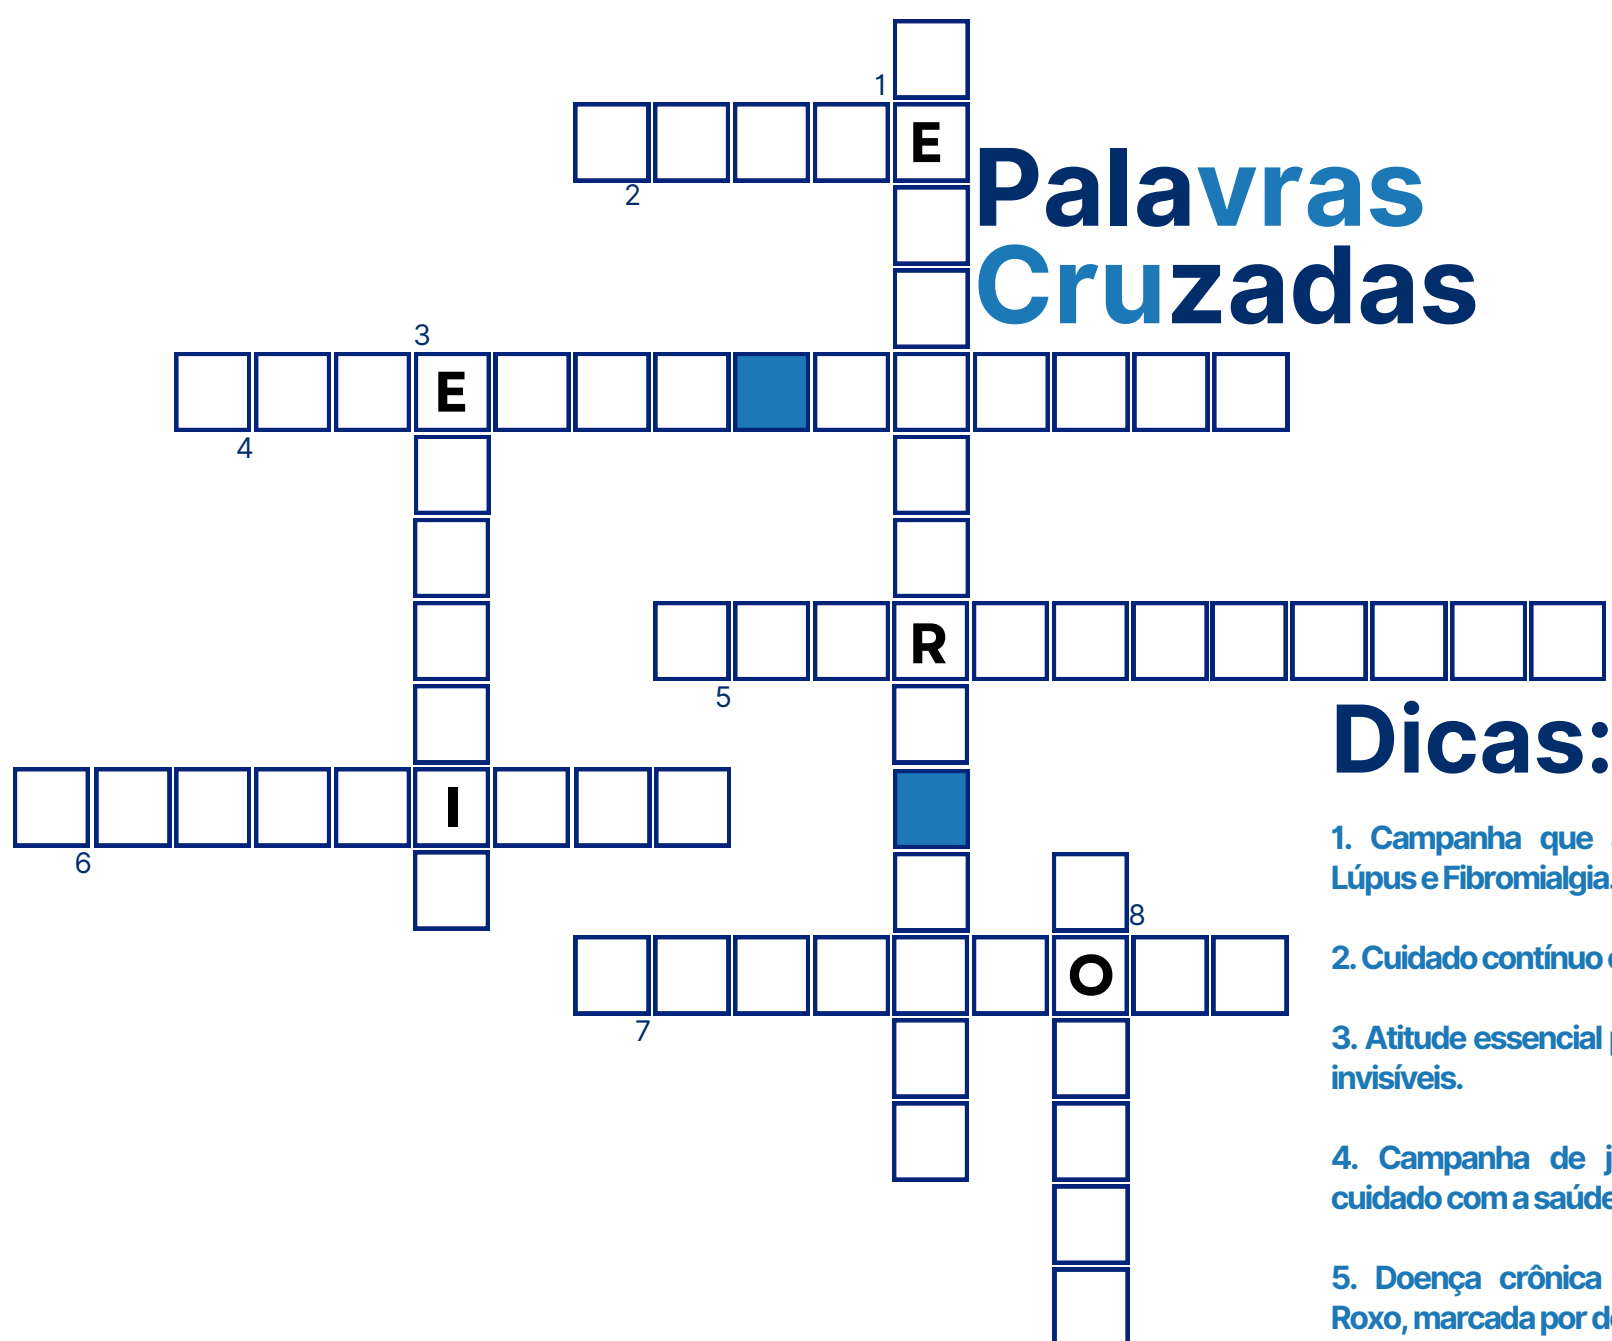 1
E
2
Palavras
Cruzadas
3
E
4
R
5
Dicas:
I
6
1. Campanha que
Lúpus e Fibromialgia.
8
O
2. Cuidado contínuo
7
3. Atitude essencial
invisíveis.
4. Campanha de
cuidado com a saúde
5. Doença crônica
Roxo, marcada por